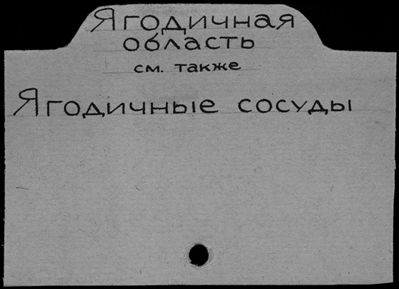 Ягодичная
область
см. также
Ягодичные сосуды